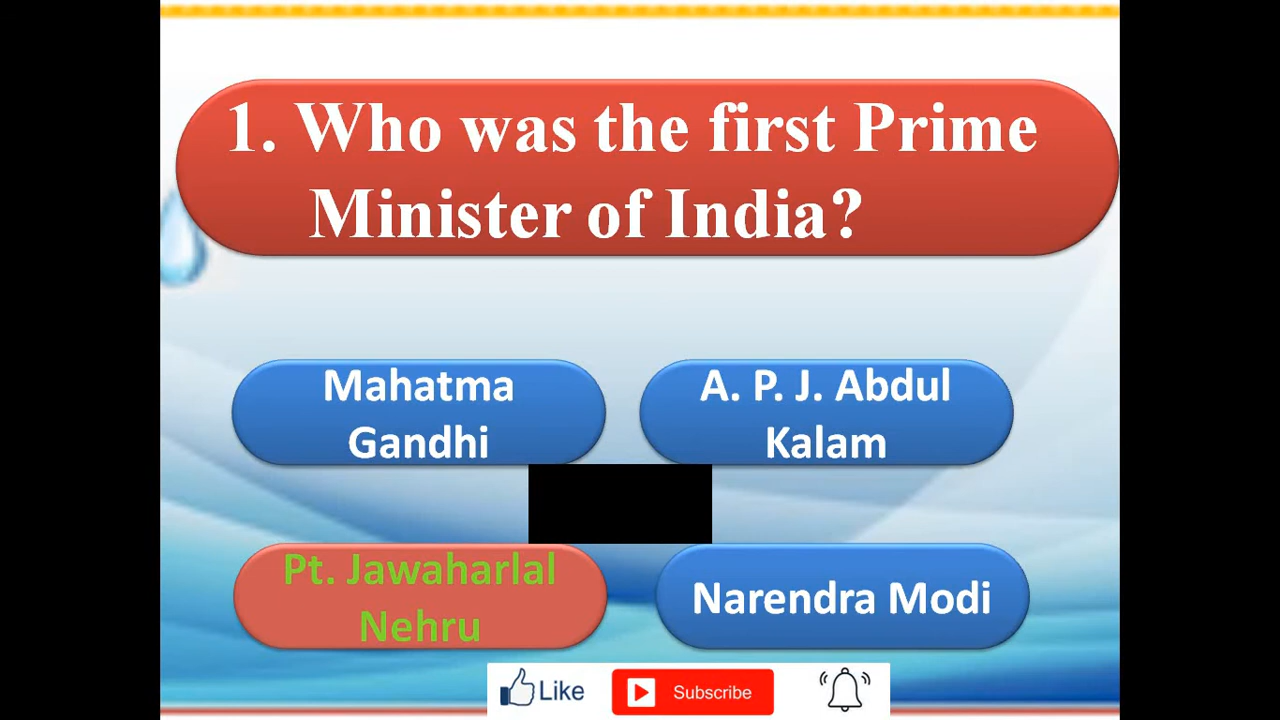 1. Who was the first Prime
Minister of India?
Mahatma
Gandhi
A. P. J. Abdul
Kalam
Pt. Jawaharlal
Nehru
Narendra Modi
Like
Subscribe